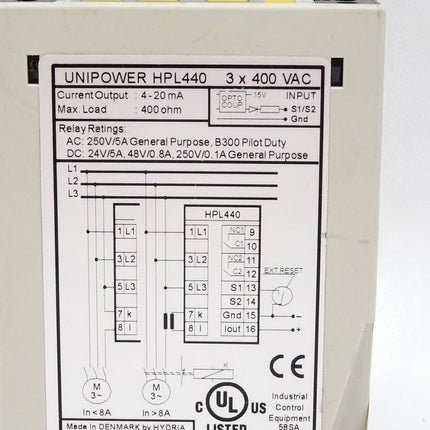 UNIPOWER HPL440 3 x 400 VAC
Current Output : 4 - 20 mA
Max. Load : 400 ohm
OPTO COUP 15V INPUT
S1/S2
Gnd
Relay Ratings:
AC: 250V/5A General Purpose, B300 Pilot Duty
DC: 24V/5A, 48V/0.8A, 250V/0.1A General Purpose
L1
L2
L3
HPL440
1 L1
3 L2
5 L3
7 k
8 l
1 L1
3 L2
5 L3
7 k
8 l
NC1 9
C1 10
NC2 11
C2 12
S1 13
S2 14
Gnd 15 -
Iout 16 +
EXT.RESET
M 3~
In < 8A
M 3~
In > 8A
K
C UL US
LISTED
CE
Industrial
Control
Equipment
58SA
Made In DENMARK by HYDRIA